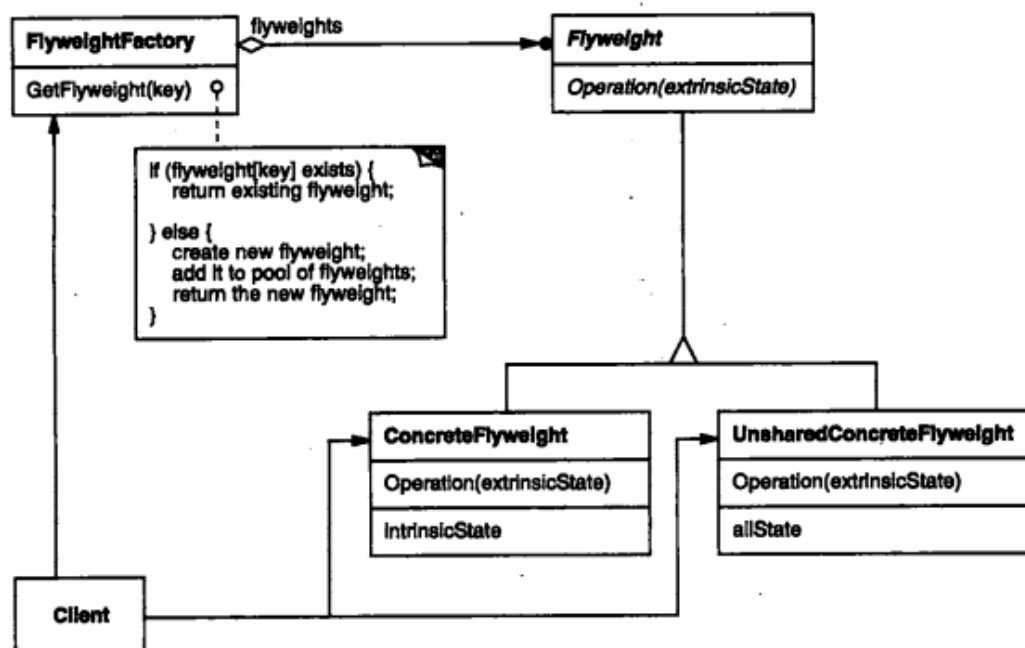 FlyweightFactory
GetFlyweight(key)
flyweights
Flyweight
Operation(extrinsicState)
if (flyweight[key] exists) {
return existing flyweight;
} else {
create new flyweight;
add it to pool of flyweights;
return the new flyweight;
}
ConcreteFlyweight
Operation(extrinsicState)
intrinsicState
UnsharedConcreteFlyweight
Operation(extrinsicState)
allState
Client